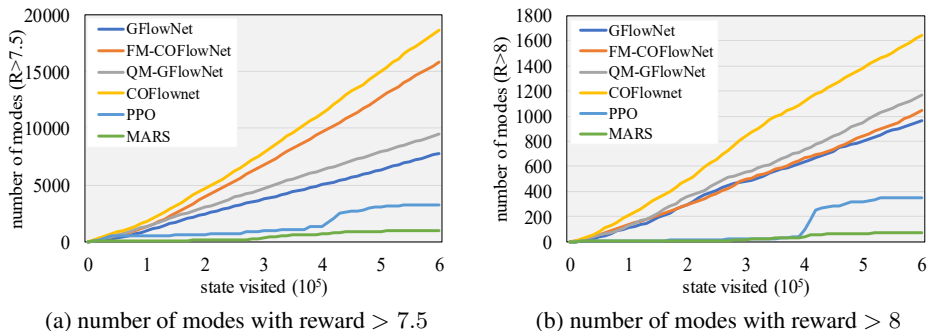 20000
15000
10000
5000
0
number of modes (R>7.5)
GFlowNet
FM-COFlowNet
QM-GFlowNet
COFlownet
PPO
MARS
0 1 2 3 4 5 6
state visited (10⁵)
(a) number of modes with reward > 7.5
1800
1600
1400
1200
1000
800
600
400
200
0
number of modes (R>8)
GFlowNet
FM-COFlowNet
QM-GFlowNet
COFlownet
PPO
MARS
0 1 2 3 4 5 6
state visited (10⁵)
(b) number of modes with reward > 8